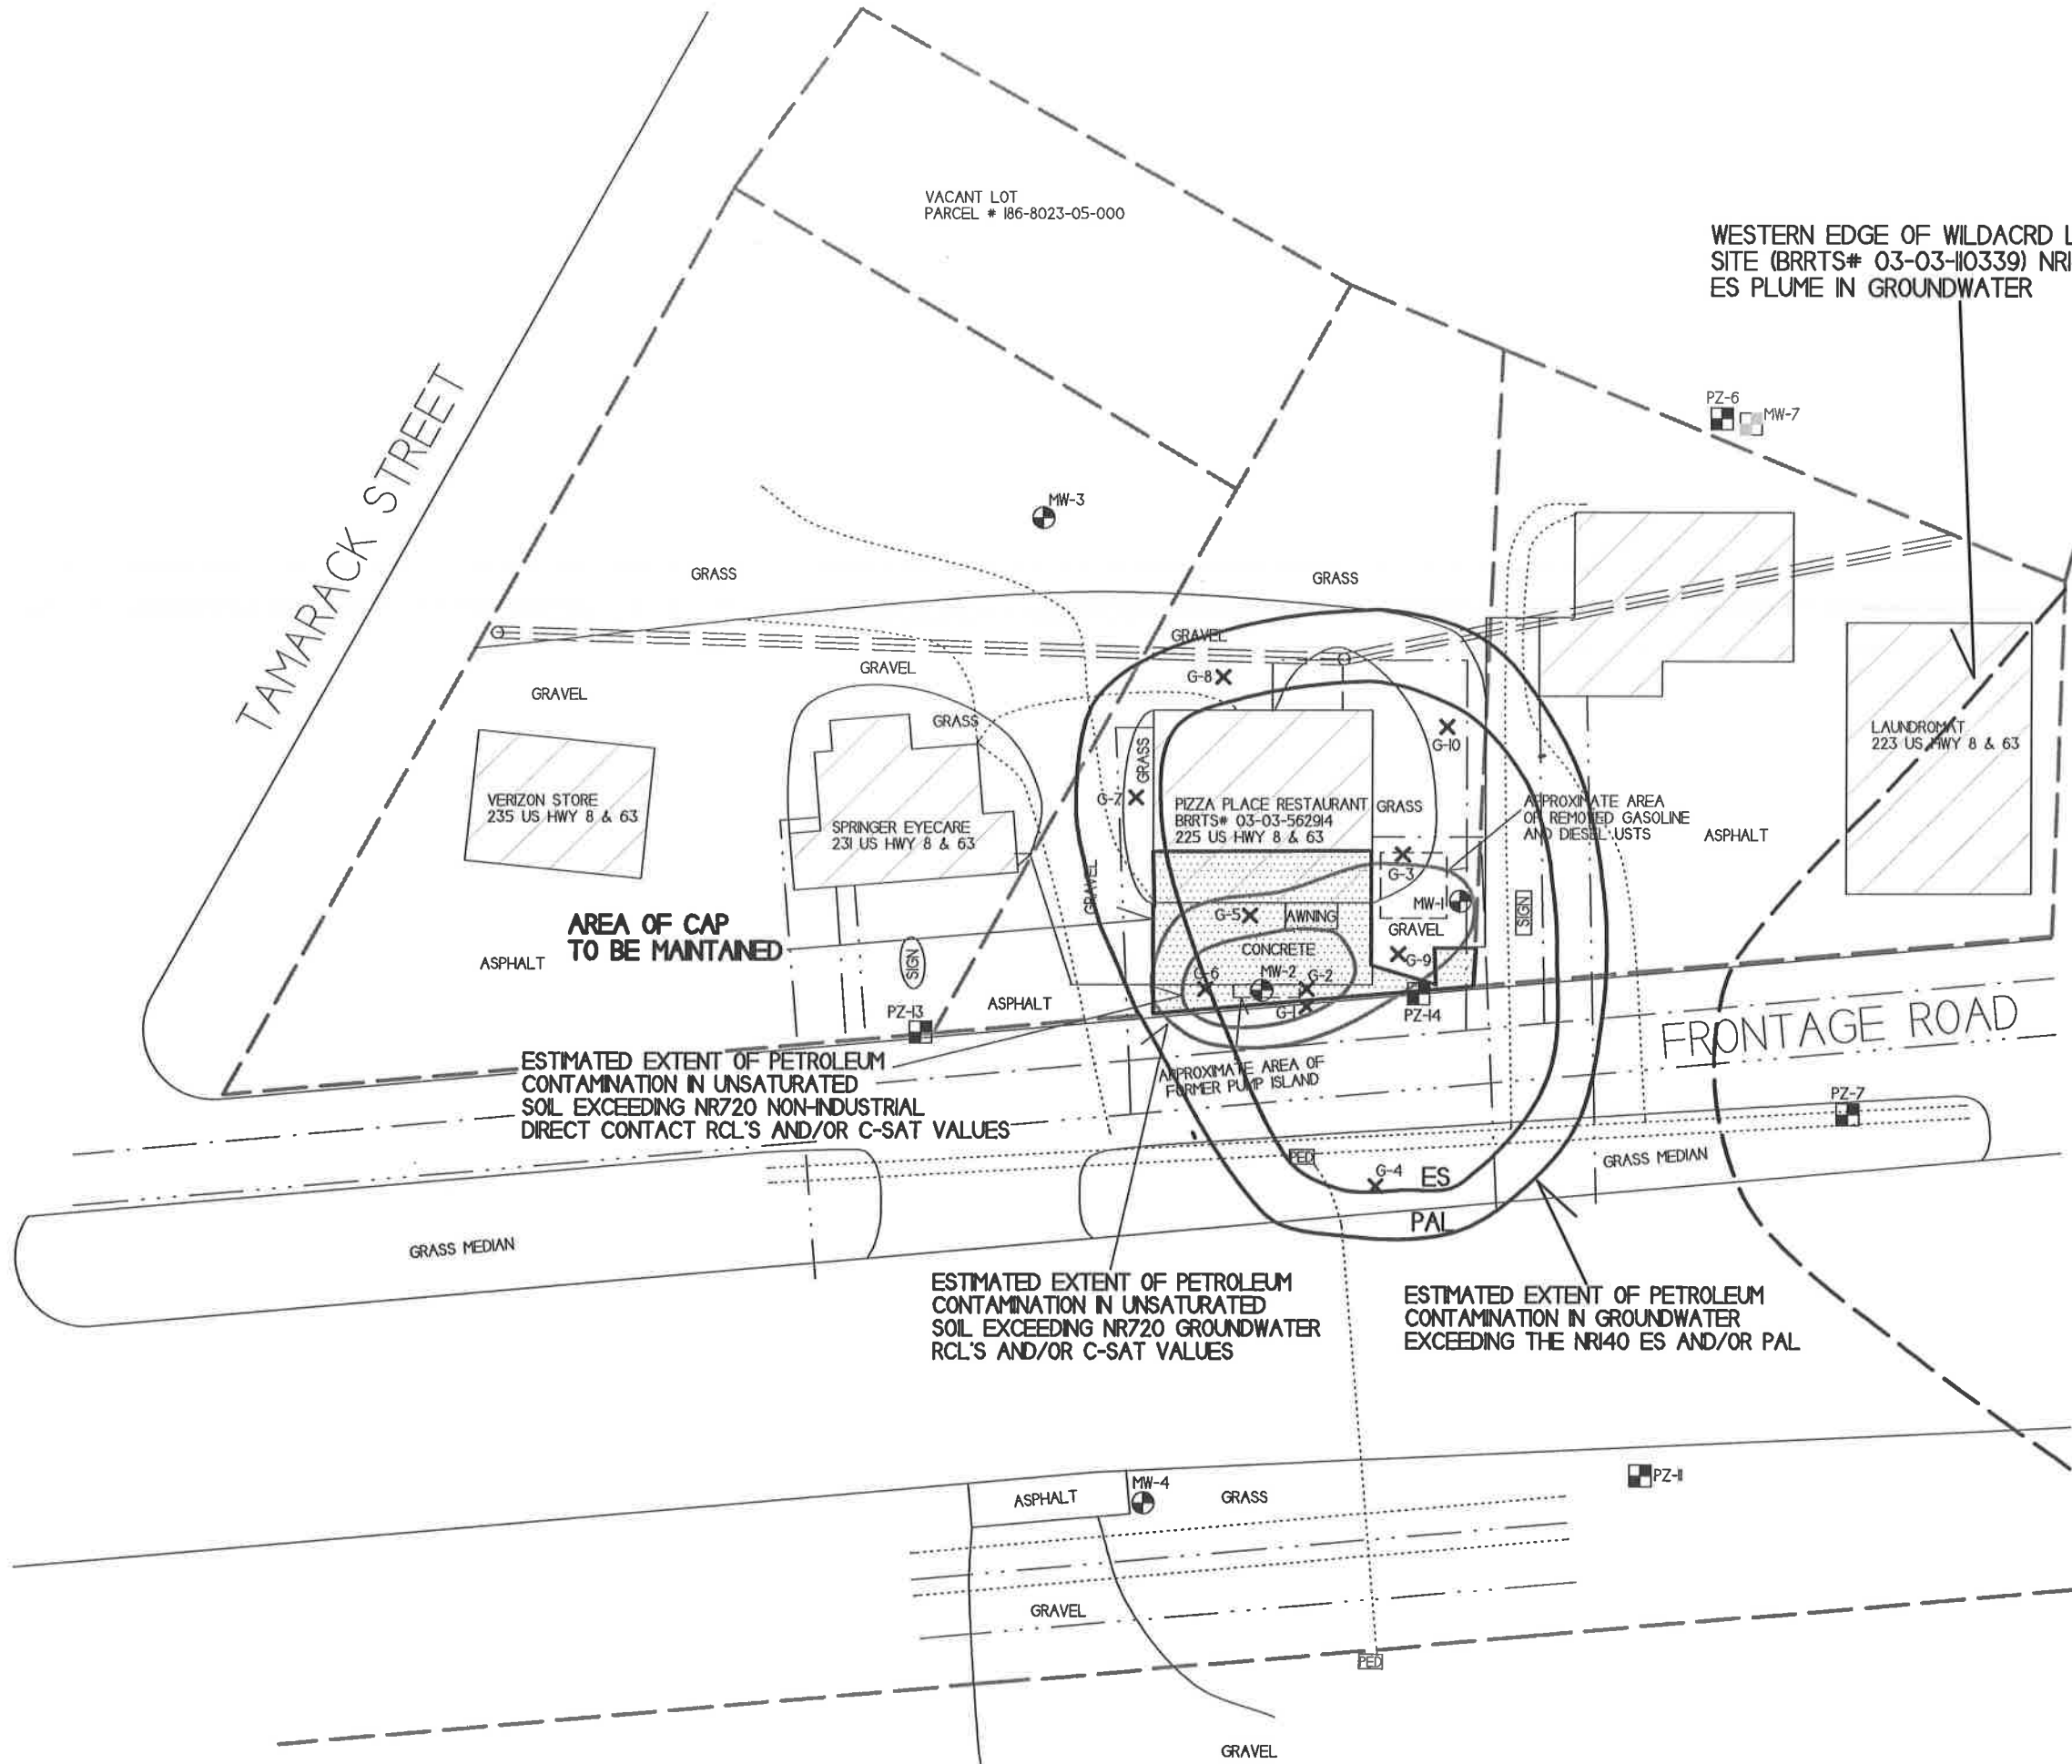 VACANT LOT
PARCEL # 186-8023-05-000
WESTERN EDGE OF WILDACRD
SITE (BRRTS# 03-03-110339)
ES PLUME IN GROUNDWATER
PZ-6
MW-7
TAMARACK STREET
MW-3
GRASS
GRASS
GRAVEL
GRAVEL
GRAVEL
G-8
GRASS
GRASS
G-10
LAUNDROMAT
223 US HWY 8 & 63
VERIZON STORE
235 US HWY 8 & 63
SPRINGER EYECARE
231 US HWY 8 & 63
G-7
PIZZA PLACE RESTAURANT
BRRTS# 03-03-562914
225 US HWY 8 & 63
GRASS
APPROXIMATE AREA
OF REMOVED GASOLINE
AND DIESEL USTS
ASPHALT
G-3
GRAVEL
MW-1
SIGN
AREA OF CAP
TO BE MAINTAINED
G-5
AWNING
GRAVEL
CONCRETE
G-9
ASPHALT
SIGN
G-6
MW-2
G-2
ASPHALT
G-1
PZ-14
PZ-13
FRONTAGE ROAD
ESTIMATED EXTENT OF PETROLEUM
CONTAMINATION IN UNSATURATED
SOIL EXCEEDING NR720 NON-INDUSTRIAL
DIRECT CONTACT RCL'S AND/OR C-SAT VALUES
APPROXIMATE AREA OF
FORMER PUMP ISLAND
PZ-7
PED
G-4
ES
GRASS MEDIAN
PAL
GRASS MEDIAN
ESTIMATED EXTENT OF PETROLEUM
CONTAMINATION IN UNSATURATED
SOIL EXCEEDING NR720 GROUNDWATER
RCL'S AND/OR C-SAT VALUES
ESTIMATED EXTENT OF PETROLEUM
CONTAMINATION IN GROUNDWATER
EXCEEDING THE NR140 ES AND/OR PAL
ASPHALT
MW-4
GRASS
PZ-11
GRAVEL
PED
GRAVEL